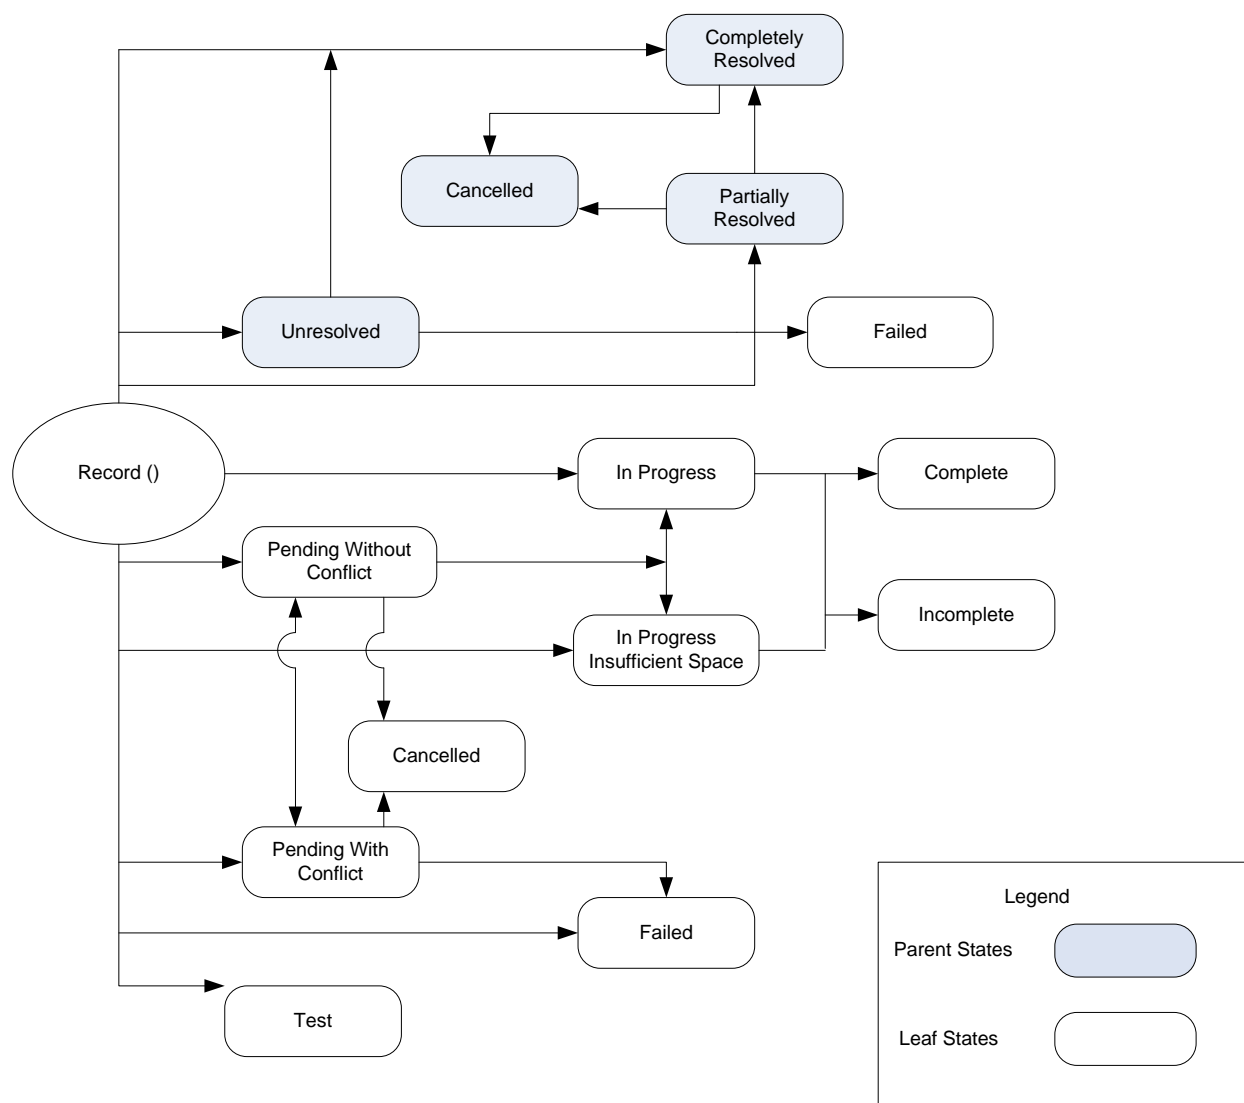 Completely
Resolved
Cancelled
Partially
Resolved
Unresolved
Failed
Record ()
In Progress
Complete
Pending Without
Conflict
In Progress
Insufficient Space
Incomplete
Cancelled
Pending With
Conflict
Failed
Test
Legend
Parent States
Leaf States